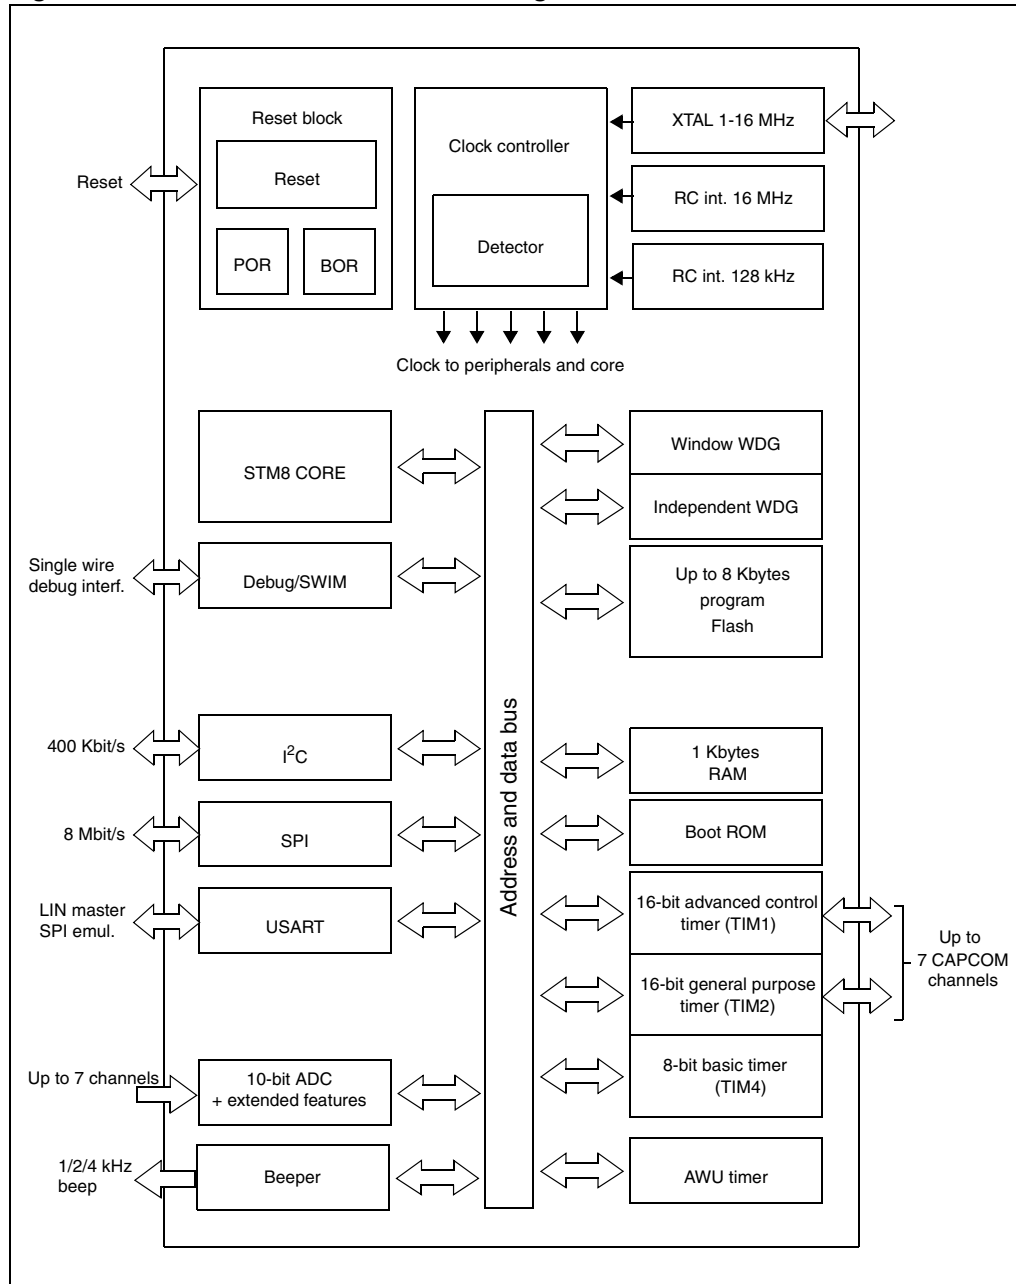 Reset block
Reset
POR
BOR
Reset
Clock controller
Detector
XTAL 1-16 MHz
RC int. 16 MHz
RC int. 128 kHz
Clock to peripherals and core
STM8 CORE
Single wire
debug interf.
Debug/SWIM
400 Kbit/s
I²C
8 Mbit/s
SPI
LIN master
SPI emul.
USART
Up to 7 channels
10-bit ADC
+ extended features
1/2/4 kHz
beep
Beeper
Address and data bus
Window WDG
Independent WDG
Up to 8 Kbytes
program
Flash
1 Kbytes
RAM
Boot ROM
16-bit advanced control
timer (TIM1)
16-bit general purpose
timer (TIM2)
8-bit basic timer
(TIM4)
AWU timer
Up to
7 CAPCOM
channels